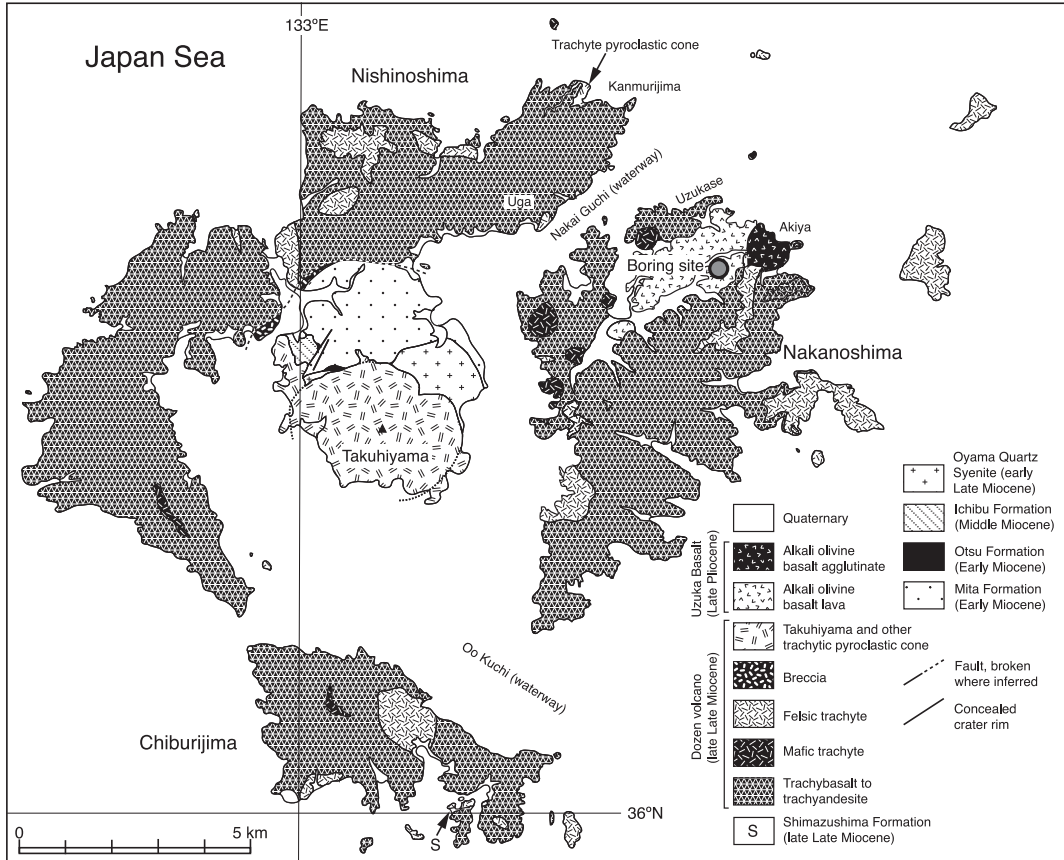 133°E
Japan Sea
Trachyte pyroclastic cone
Nishinoshima
Kanmurijima
Nakai Guchi (waterway)
Uzukase
Uga
Akiya
Boring site
Nakanoshima
Takuhiyama
Oo Kuchi (waterway)
Chiburijima
36°N
S
0
5 km
Quaternary
Uzuka Basalt
(Late Pliocene)
Alkali olivine
basalt agglutinate
Alkali olivine
basalt lava
Dozen volcano
(late Late Miocene)
Takuhiyama and other
trachytic pyroclastic cone
Breccia
Felsic trachyte
Mafic trachyte
Trachybasalt to
trachyandesite
S
Shimazushima Formation
(late Late Miocene)
Oyama Quartz
Syenite (early
Late Miocene)
Ichibu Formation
(Middle Miocene)
Otsu Formation
(Early Miocene)
Mita Formation
(Early Miocene)
Fault, broken
where inferred
Concealed
crater rim